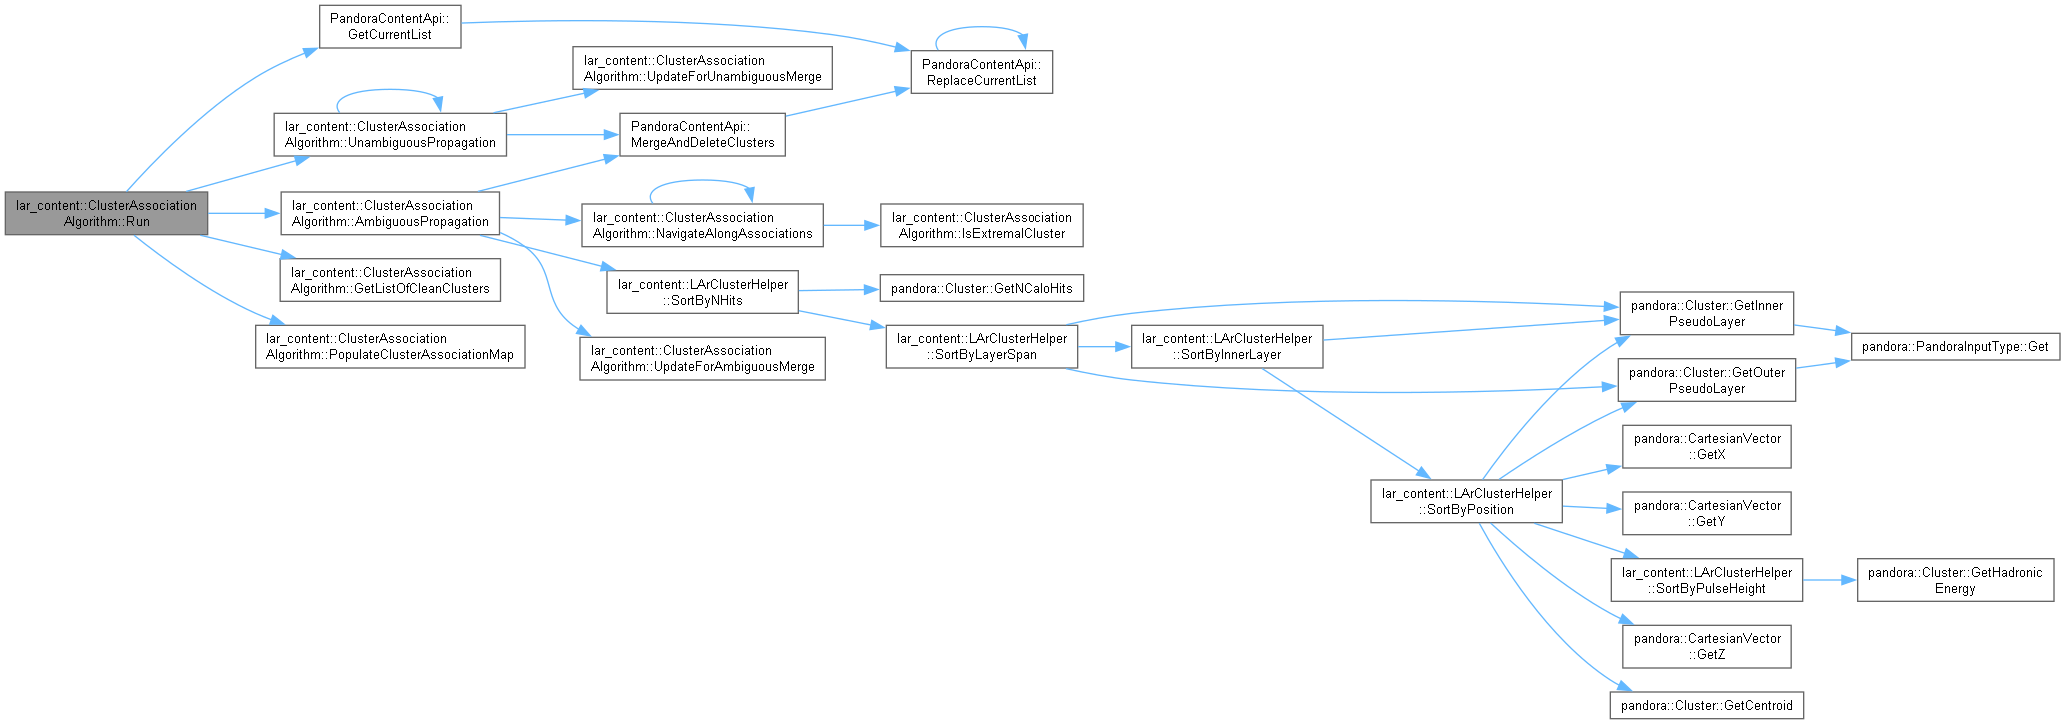 lar_content::ClusterAssociation
Algorithm::Run
PandoraContentApi::
GetCurrentList
lar_content::ClusterAssociation
Algorithm::UnambiguousPropagation
lar_content::ClusterAssociation
Algorithm::AmbiguousPropagation
lar_content::ClusterAssociation
Algorithm::GetListOfCleanClusters
lar_content::ClusterAssociation
Algorithm::PopulateClusterAssociationMap
lar_content::ClusterAssociation
Algorithm::UpdateForUnambiguousMerge
PandoraContentApi::
MergeAndDeleteClusters
lar_content::ClusterAssociation
Algorithm::NavigateAlongAssociations
lar_content::LArClusterHelper
::SortByNHits
lar_content::ClusterAssociation
Algorithm::UpdateForAmbiguousMerge
PandoraContentApi::
ReplaceCurrentList
lar_content::ClusterAssociation
Algorithm::IsExtremalCluster
pandora::Cluster::GetNCaloHits
lar_content::LArClusterHelper
::SortByLayerSpan
lar_content::LArClusterHelper
::SortByInnerLayer
lar_content::LArClusterHelper
::SortByPosition
pandora::Cluster::GetInner
PseudoLayer
pandora::Cluster::GetOuter
PseudoLayer
pandora::CartesianVector
::GetX
pandora::CartesianVector
::GetY
lar_content::LArClusterHelper
::SortByPulseHeight
pandora::CartesianVector
::GetZ
pandora::Cluster::GetCentroid
pandora::PandoraInputType::Get
pandora::Cluster::GetHadronic
Energy